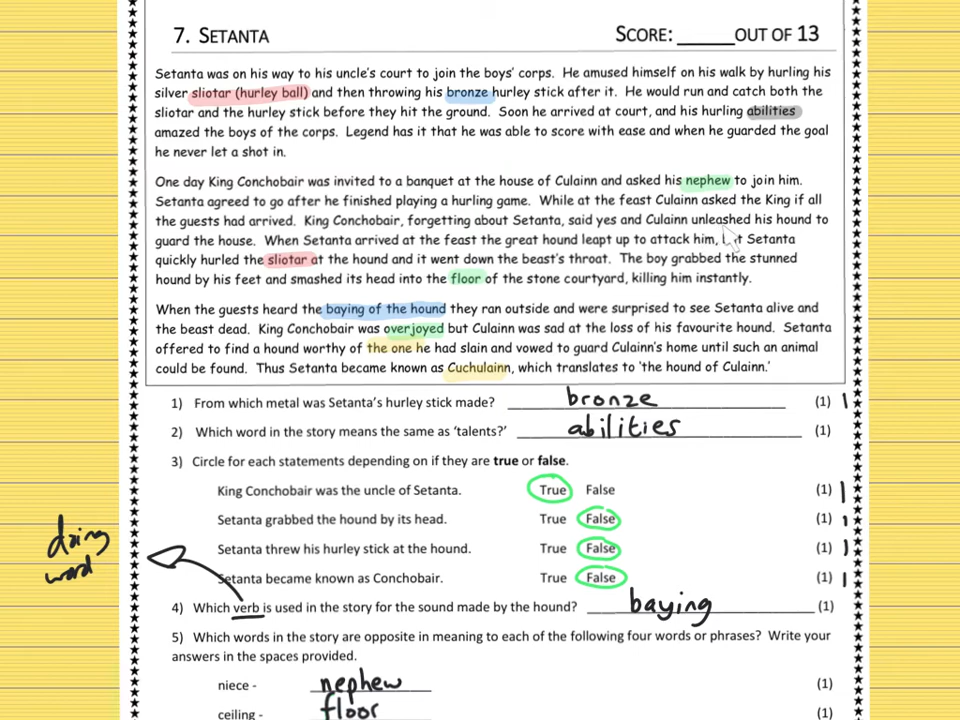 7. SETANTA SCORE: _____OUT OF 13
Setanta was on his way to his uncle's court to join the boys' corps. He amused himself on his walk by hurling his
silver sliotar (hurley ball) and then throwing his bronze hurley stick after it. He would run and catch both the
sliotar and the hurley stick before they hit the ground. Soon he arrived at court, and his hurling abilities
amazed the boys of the corps. Legend has it that he was able to score with ease and when he guarded the goal
he never let a shot in.
One day King Conchobair was invited to a banquet at the house of Culainn and asked his nephew to join him.
Setanta agreed to go after he finished playing a hurling game. While at the feast Culainn asked the King if all
the guests had arrived. King Conchobair, forgetting about Setanta, said yes and Culainn unleashed his hound to
guard the house. When Setanta arrived at the feast the great hound leapt up to attack him, Setanta
quickly hurled the sliotar at the hound and it went down the beast's throat. The boy grabbed the stunned
hound by his feet and smashed its head into the floor of the stone courtyard, killing him instantly.
When the guests heard the baying of the hound they ran outside and were surprised to see Setanta alive and
the beast dead. King Conchobair was overjoyed but Culainn was sad at the loss of his favourite hound. Setanta
offered to find a hound worthy of the one he had slain and vowed to guard Culainn's home until such an animal
could be found. Thus Setanta became known as Cuchulainn, which translates to 'the hound of Culainn.'
1) From which metal was Setanta's hurley stick made? bronze (1) 1
2) Which word in the story means the same as 'talents?' abilities (1)
3) Circle for each statements depending on if they are true or false.
King Conchobair was the uncle of Setanta. True False (1) 1
Setanta grabbed the hound by its head. True False (1) 1
Setanta threw his hurley stick at the hound. True False (1) 1
Setanta became known as Conchobair. True False (1) 1
doing
word
4) Which verb is used in the story for the sound made by the hound? baying (1)
5) Which words in the story are opposite in meaning to each of the following four words or phrases? Write your
answers in the spaces provided.
niece - nephew (1)
ceiling - floor (1)